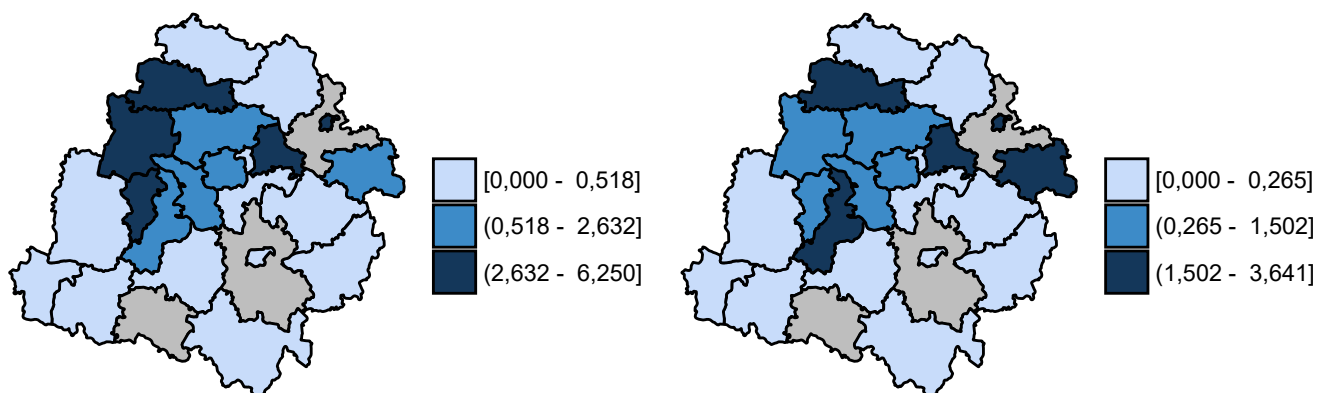 [0,000 - 0,518]
(0,518 - 2,632]
(2,632 - 6,250]
[0,000 - 0,265]
(0,265 - 1,502]
(1,502 - 3,641]